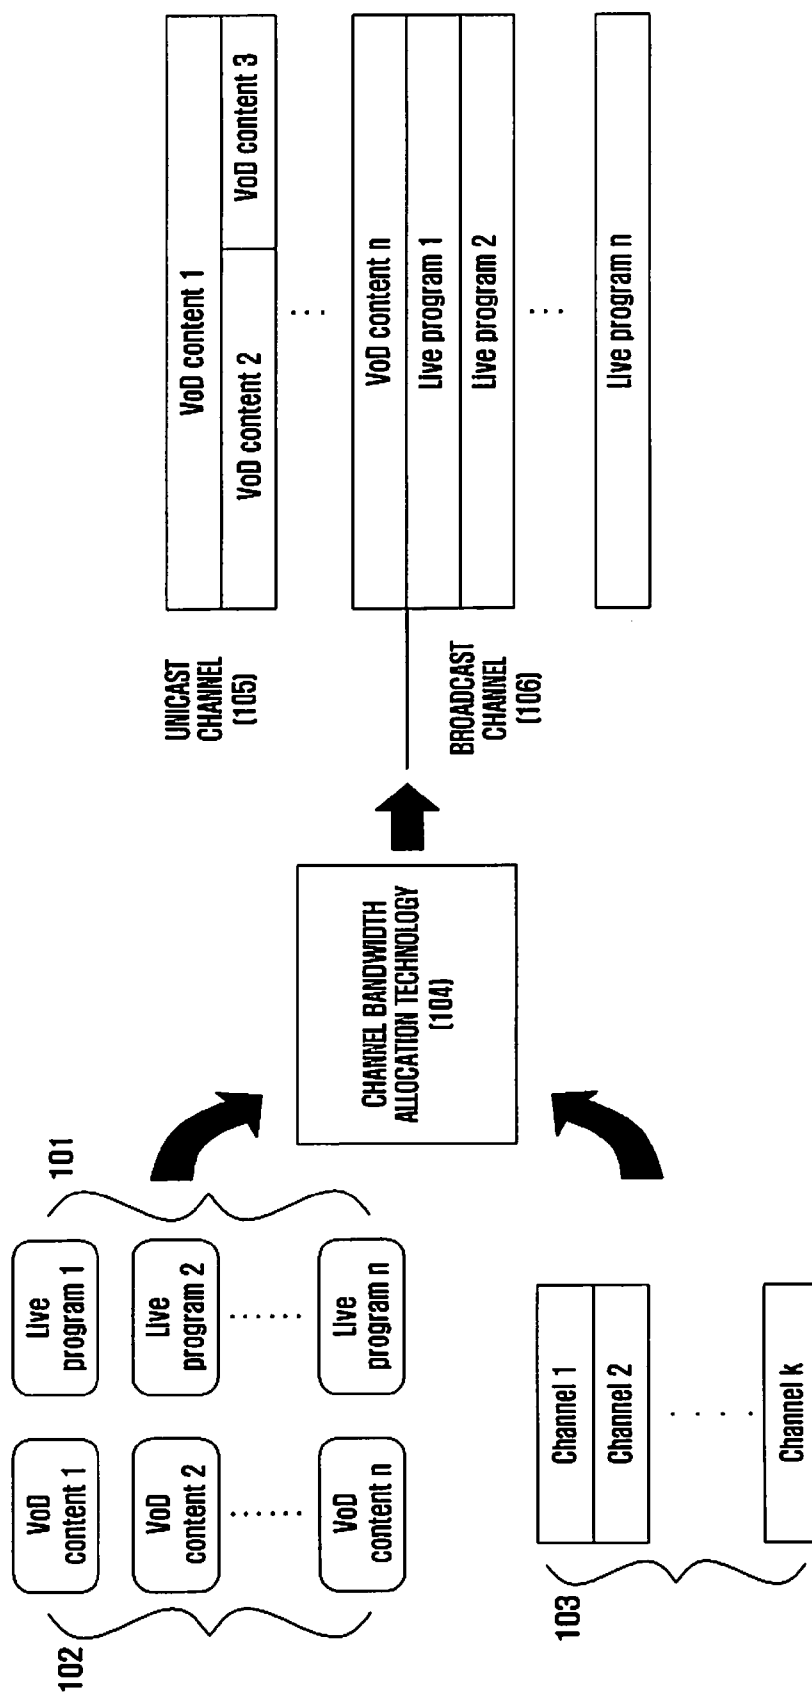 102
VoD
content 1
VoD
content 2
......
VoD
content n
Live
program 1
Live
program 2
......
Live
program n
101
103
Channel 1
Channel 2
. . . . .
Channel k
CHANNEL BANDWIDTH
ALLOCATION TECHNOLOGY
(104)
UNICAST
CHANNEL
(105)
BROADCAST
CHANNEL
(106)
VoD content 1
VoD content 2
VoD content 3
...
VoD content n
Live program 1
Live program 2
...
Live program n